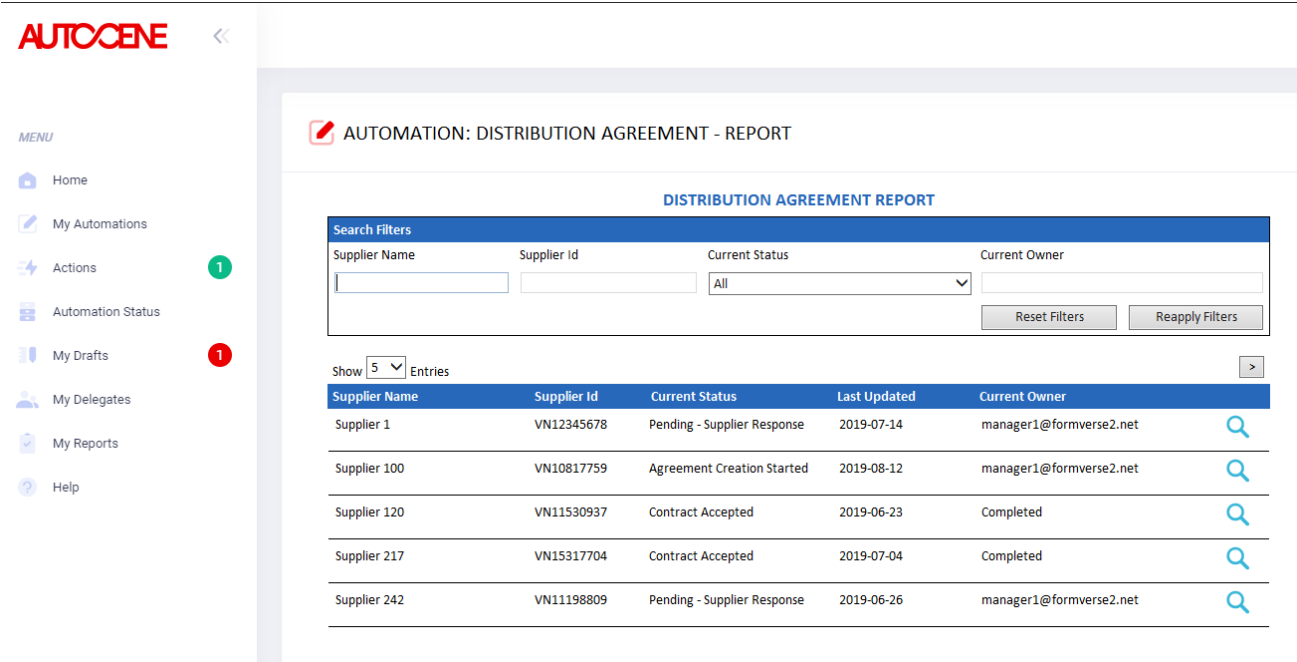 AUTOCENE
MENU
Home
My Automations
Actions 1
Automation Status
My Drafts 1
My Delegates
My Reports
Help
AUTOMATION: DISTRIBUTION AGREEMENT - REPORT
DISTRIBUTION AGREEMENT REPORT
Search Filters
Supplier Name Supplier Id Current Status Current Owner
All
Reset Filters Reapply Filters
Show 5 Entries >
Supplier Name Supplier Id Current Status Last Updated Current Owner
Supplier 1 VN12345678 Pending - Supplier Response 2019-07-14 manager1@formverse2.net
Supplier 100 VN10817759 Agreement Creation Started 2019-08-12 manager1@formverse2.net
Supplier 120 VN11530937 Contract Accepted 2019-06-23 Completed
Supplier 217 VN15317704 Contract Accepted 2019-07-04 Completed
Supplier 242 VN11198809 Pending - Supplier Response 2019-06-26 manager1@formverse2.net